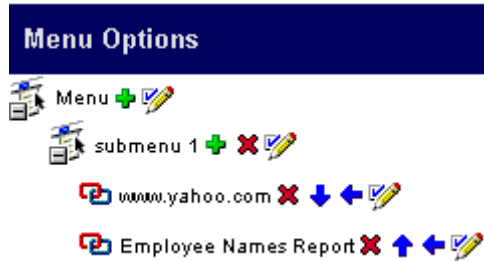 Menu Options
Menu
submenu 1
www.yahoo.com
Employee Names Report